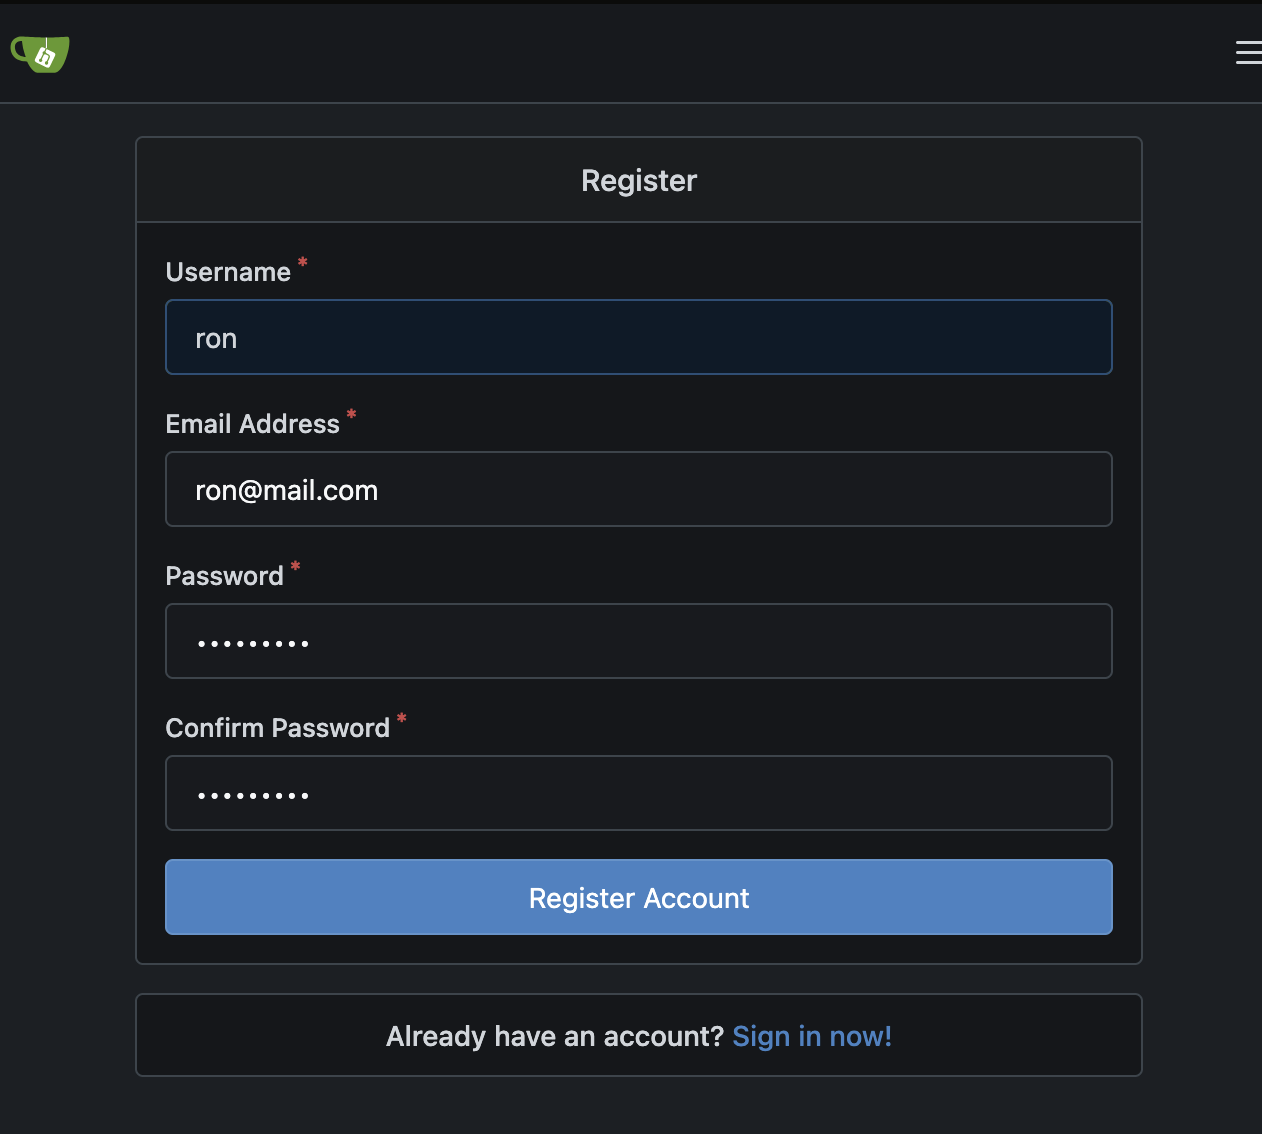 Register
Username *
ron
Email Address *
ron@mail.com
Password *
•••••••••
Confirm Password *
•••••••••
Register Account
Already have an account? Sign in now!